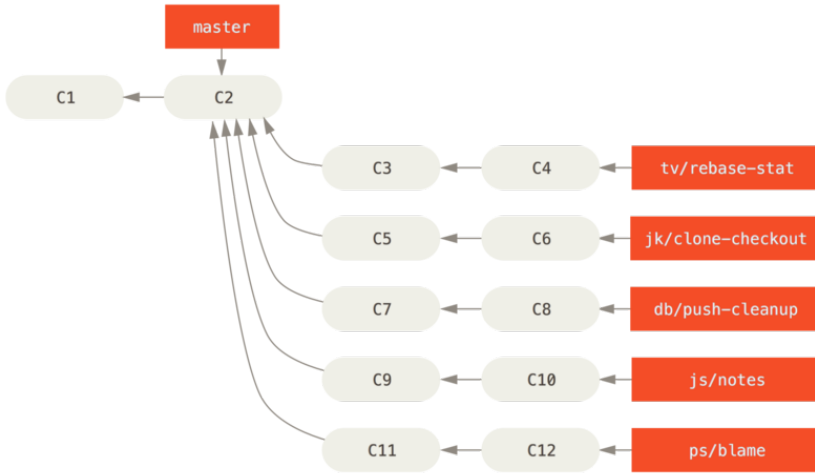 master
C1
C2
C3
C4
tv/rebase-stat
C5
C6
jk/clone-checkout
C7
C8
db/push-cleanup
C9
C10
js/notes
C11
C12
ps/blame